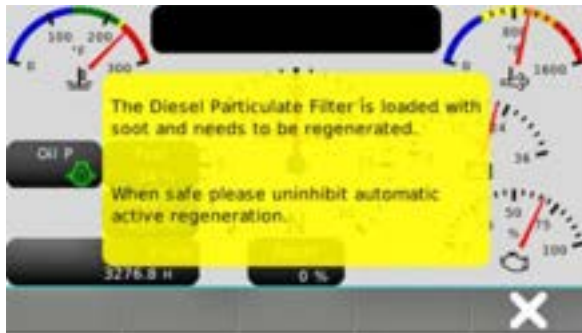 100 200
°F
0 300
800
°F
0 1600
The Diesel Particulate Filter is loaded with
soot and needs to be regenerated.
Oil P
When safe please uninhibit automatic
active regeneration.
24
36
50
75
%
100
N
3276.8 H
0 %